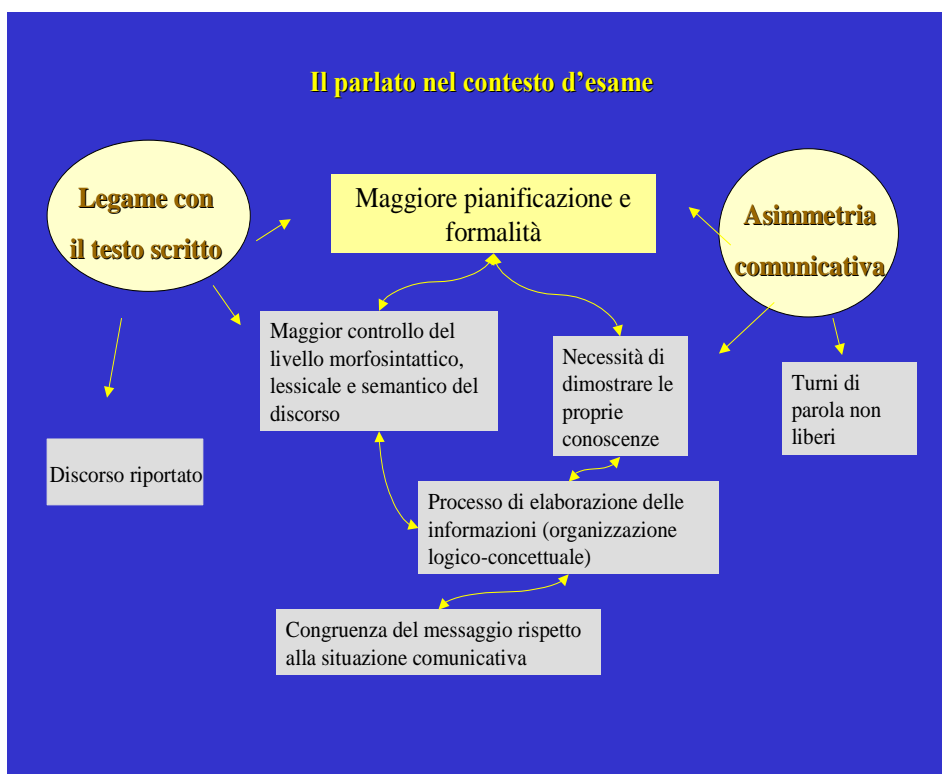 Il parlato nel contesto d'esame
Legame con
il testo scritto
Maggiore pianificazione e
formalità
Asimmetria
comunicativa
Maggior controllo del
livello morfosintattico,
lessicale e semantico del
discorso
Necessità di
dimostrare le
proprie
conoscenze
Turni di
parola non
liberi
Discorso riportato
Processo di elaborazione delle
informazioni (organizzazione
logico-concettuale)
Congruenza del messaggio rispetto
alla situazione comunicativa